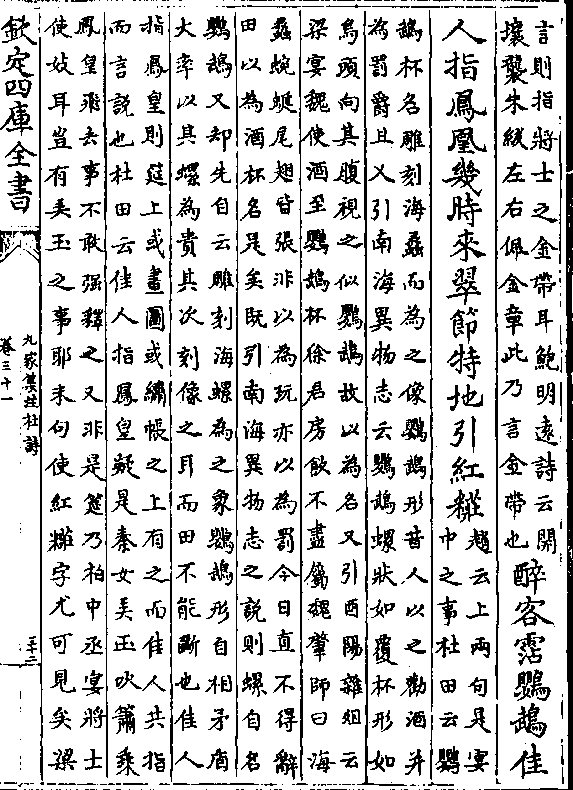 言則指將士之金帶耳鮑明遠詩云開
壤襲朱紱左右佩金章此乃言金帶也
醉客霑鸚鵡佳
人指鳳凰幾時來翠節特地引紅粧
趙云上兩句是宴
中之事杜田云鸚
鵡杯名雕刻海蠡而為之像鸚鵡形昔人以之勸酒并
為罰爵且又引南海異物志云鸚鵡螺狀如覆杯形如
鳥頭向其腹視之似鸚鵡故以為名又引酉陽雜俎云
梁宴魏使酒至鸚鵡杯徐君房飲不盡屬魏肇師曰海
蠡蜿蜒尾翅皆張非以為玩亦以為罰今日直不得辭
田以為酒杯名是矣既引南海異物志之說則螺自名
鸚鵡又却先自云雕刻海螺為之象鸚鵡形自相矛盾
大率以其螺為貴其次刻像之耳而田不能斷也佳人
指鳳皇則筵上或畫圖或繡帳之上有之而佳人共指
而言說也杜田云佳人指鳳皇疑是秦女美玉吹簫乘
鳳皇飛去事不敢强釋之又非是筵乃柏中丞宴將士
使妓耳豈有美玉之事耶末句使紅粧字尤可見矣梁
欽定四庫全書
九家集註杜詩
卷三十一
三十二